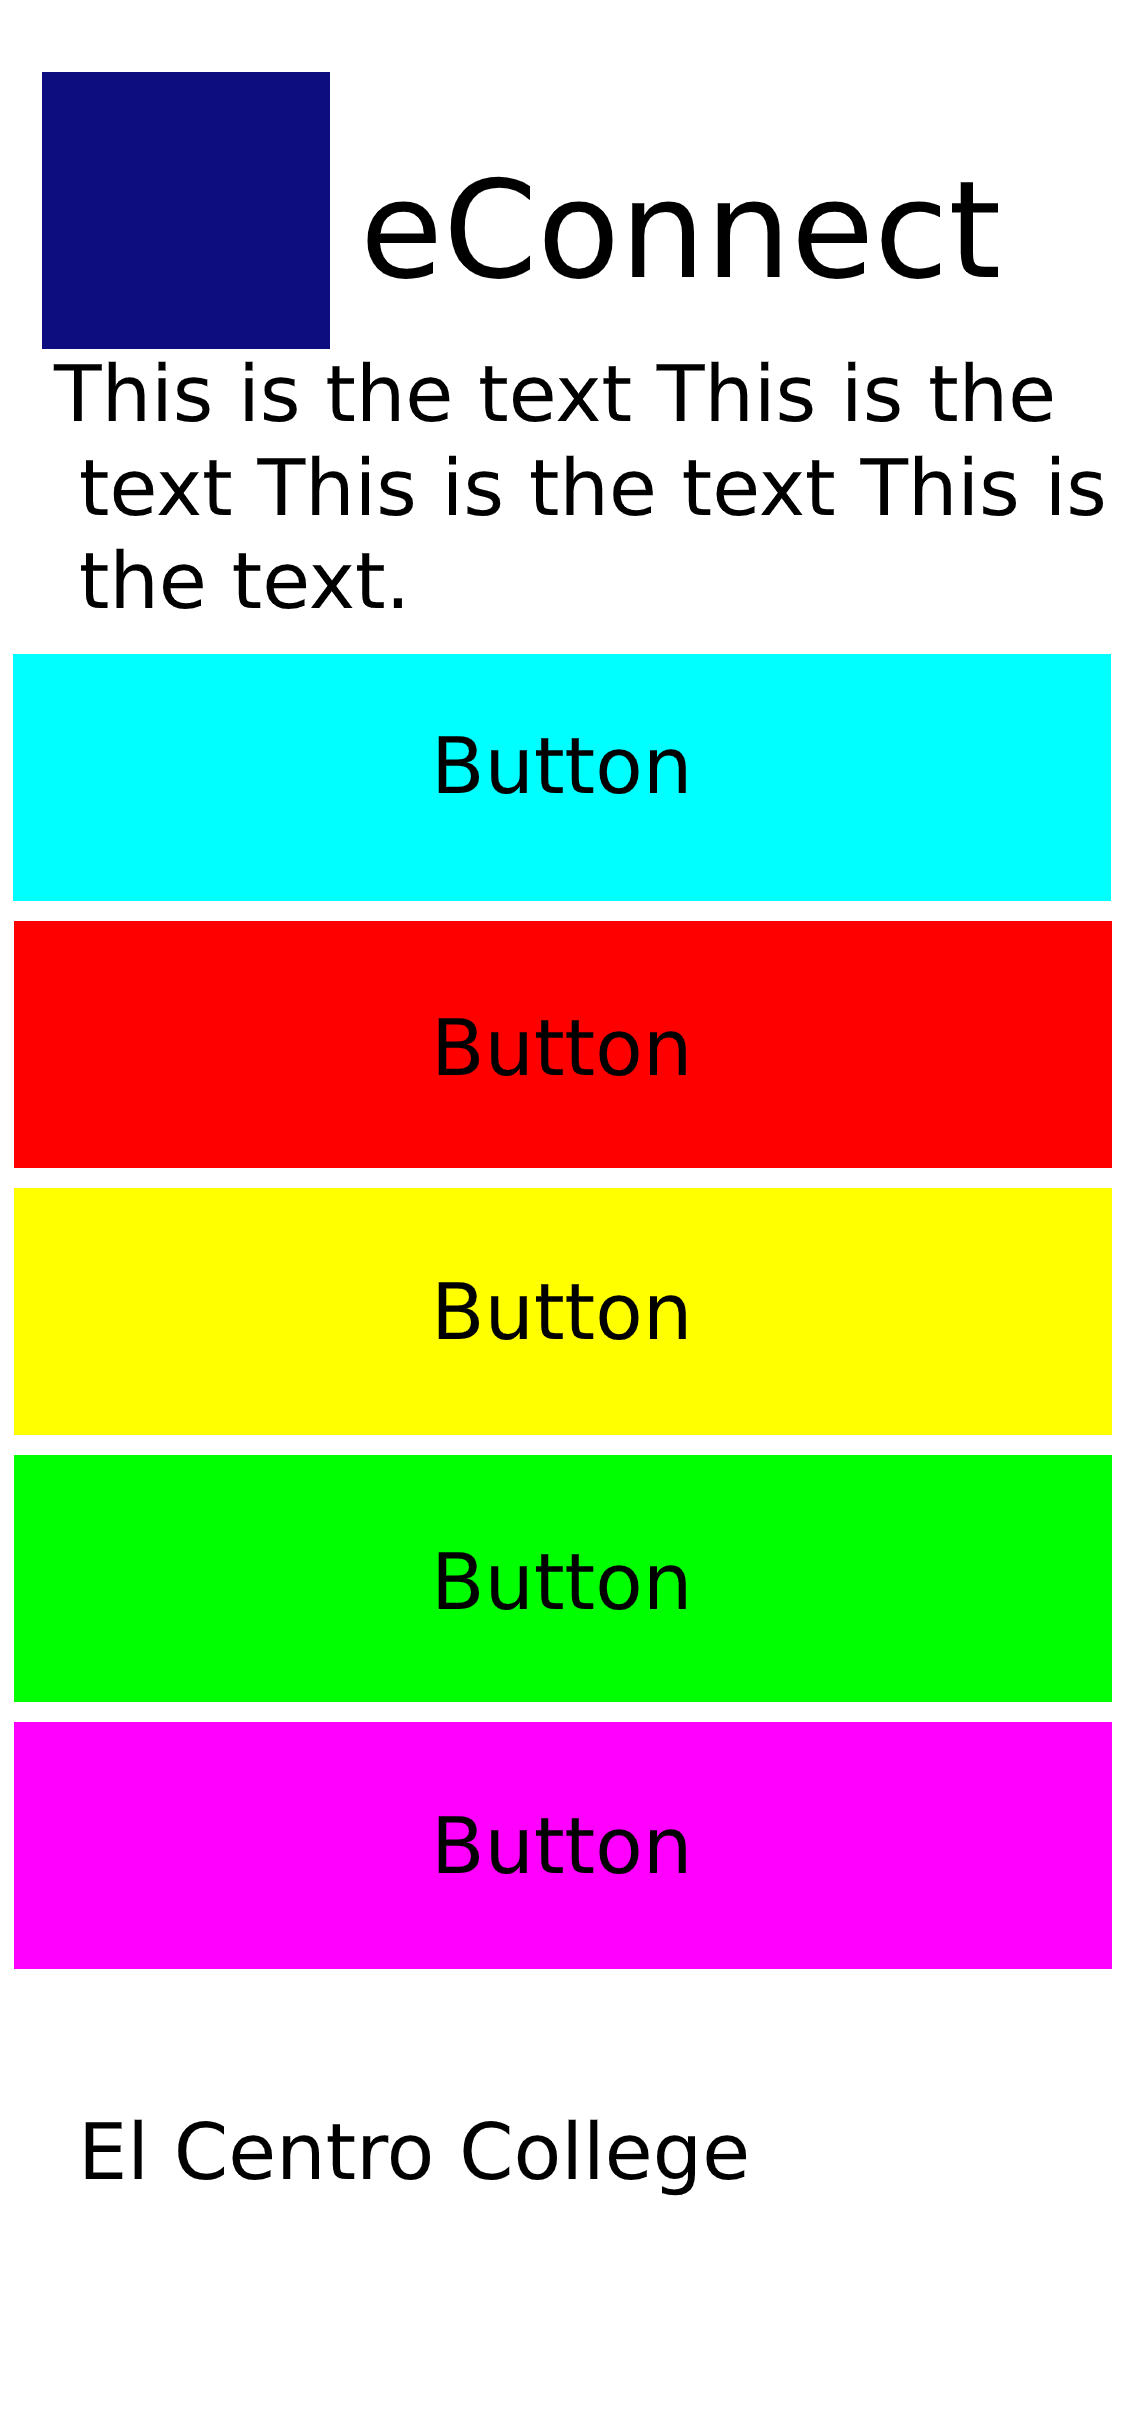 eConnect
This is the text This is the
text This is the text This is
the text.
Button
Button
Button
Button
Button
El Centro College